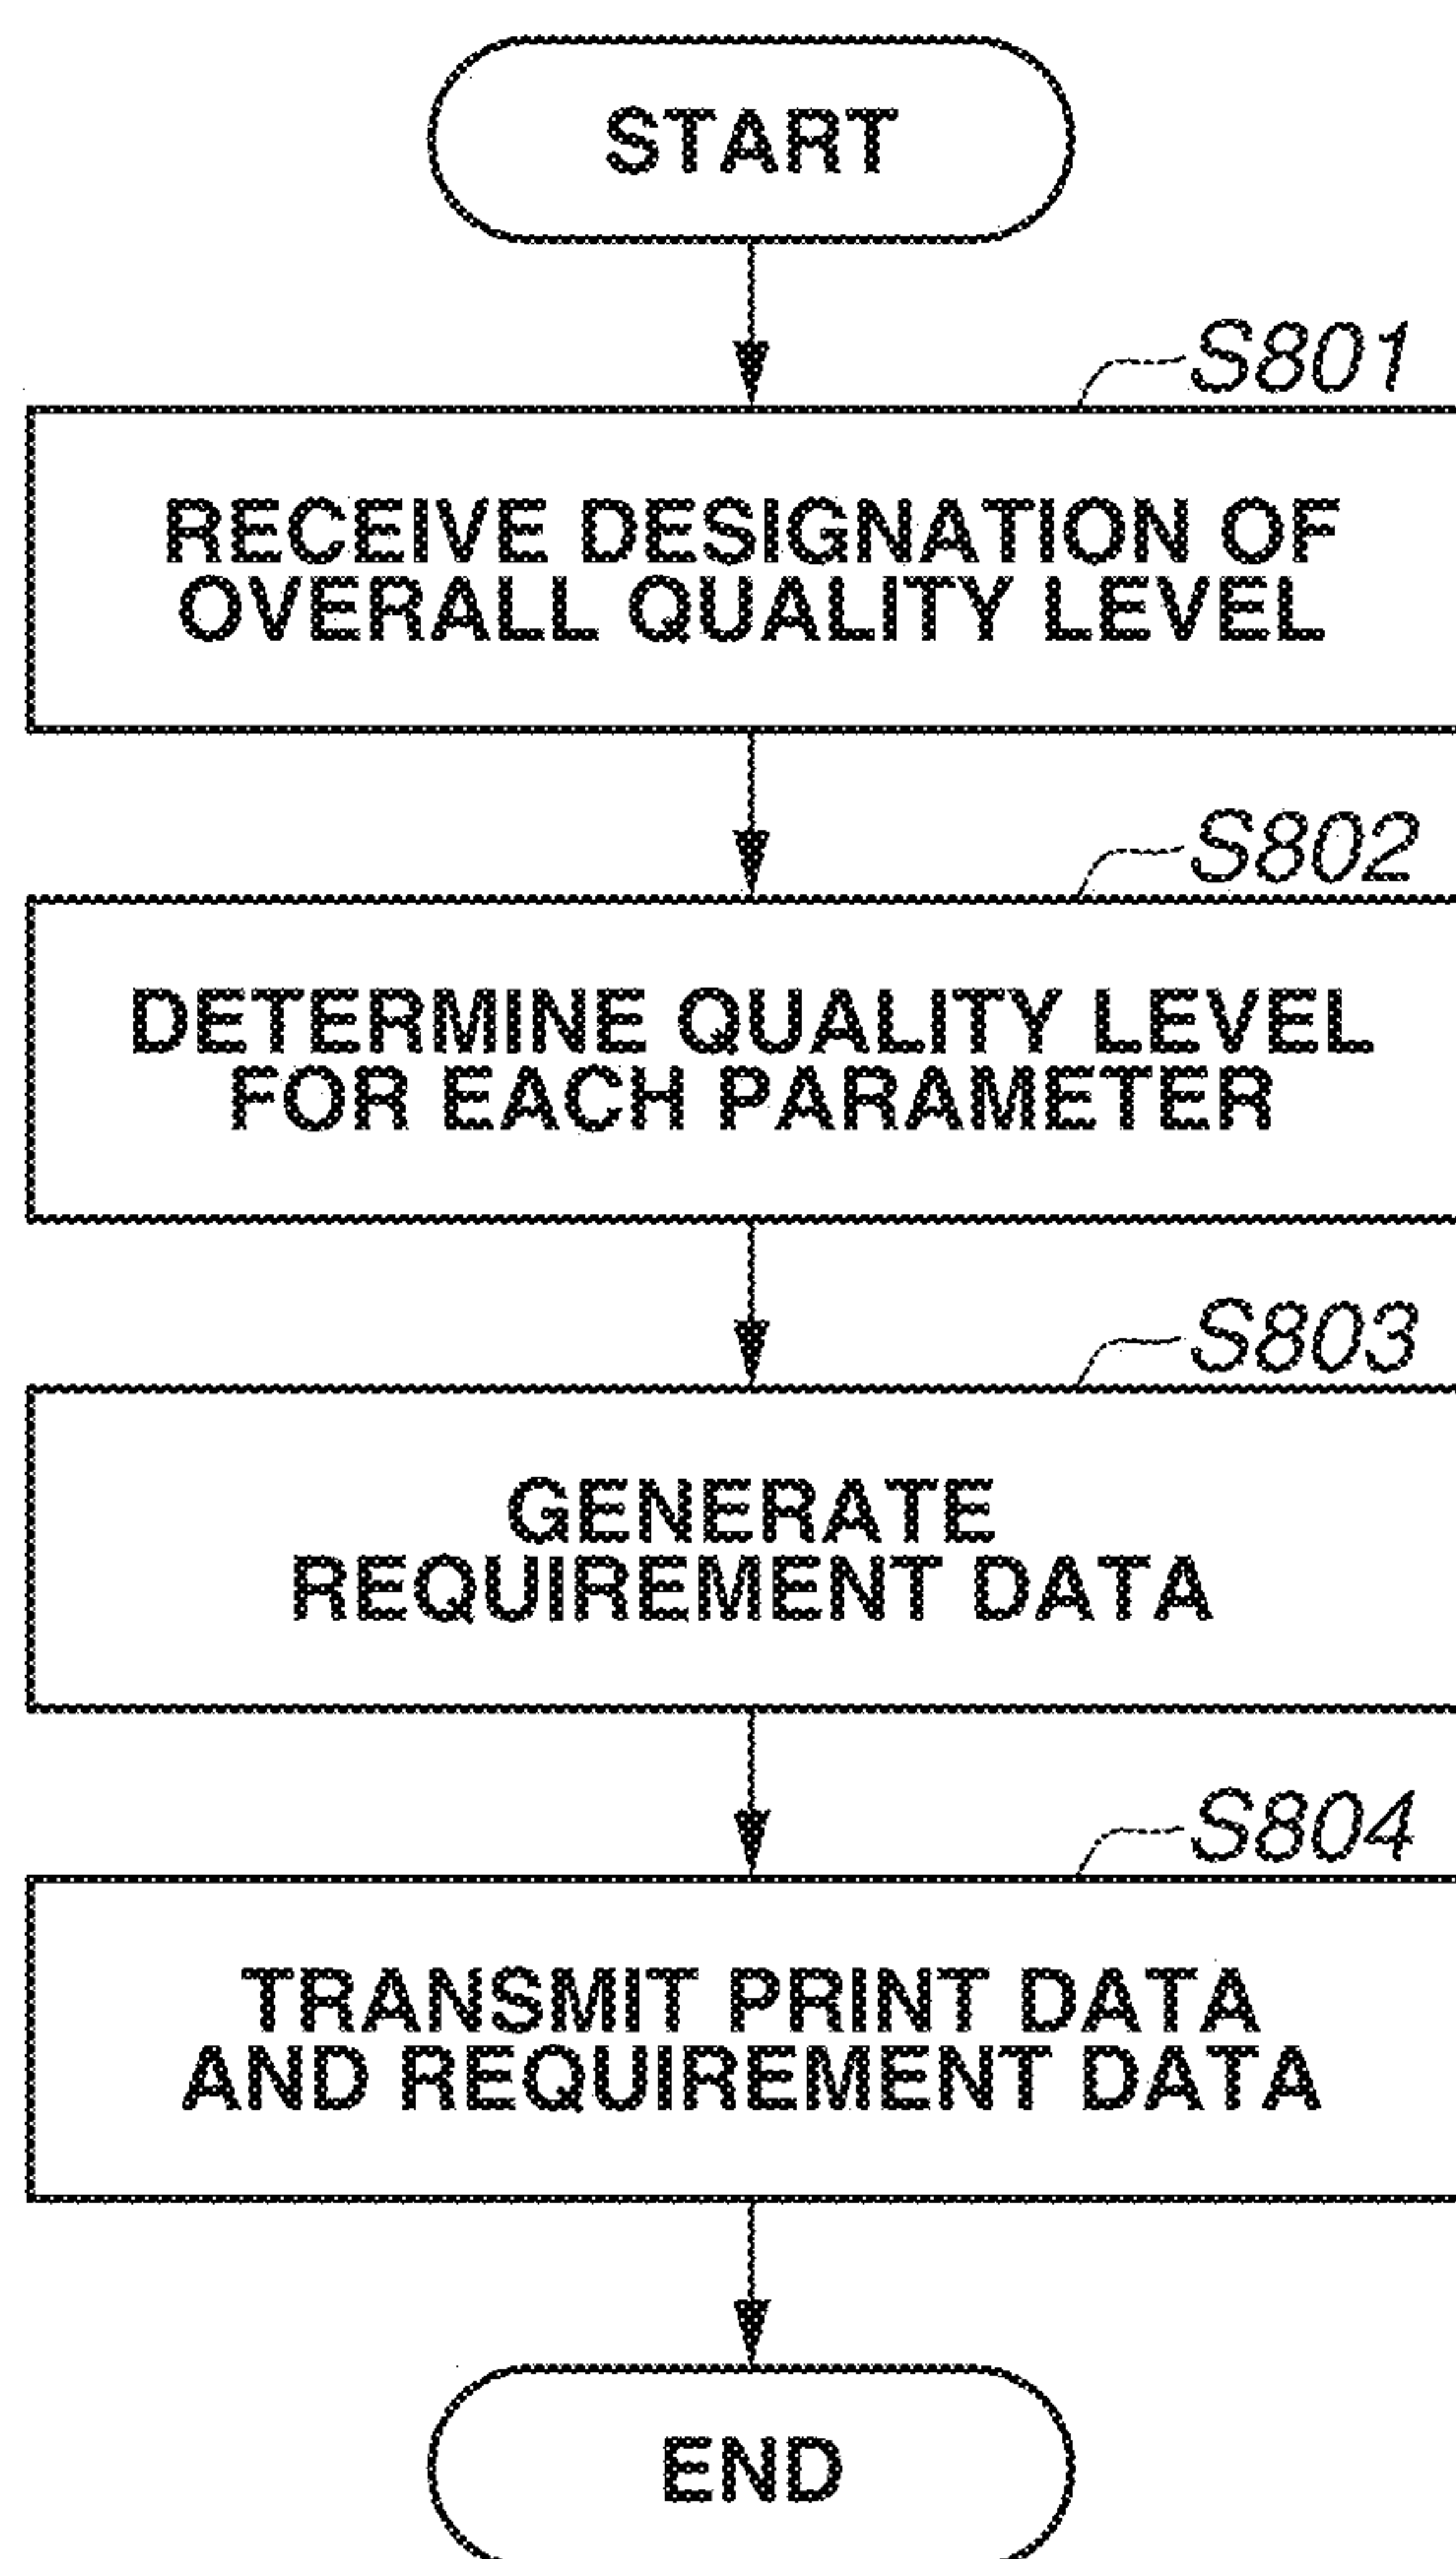 START
S801
RECEIVE DESIGNATION OF
OVERALL QUALITY LEVEL
S802
DETERMINE QUALITY LEVEL
FOR EACH PARAMETER
S803
GENERATE
REQUIREMENT DATA
S804
TRANSMIT PRINT DATA
AND REQUIREMENT DATA
END